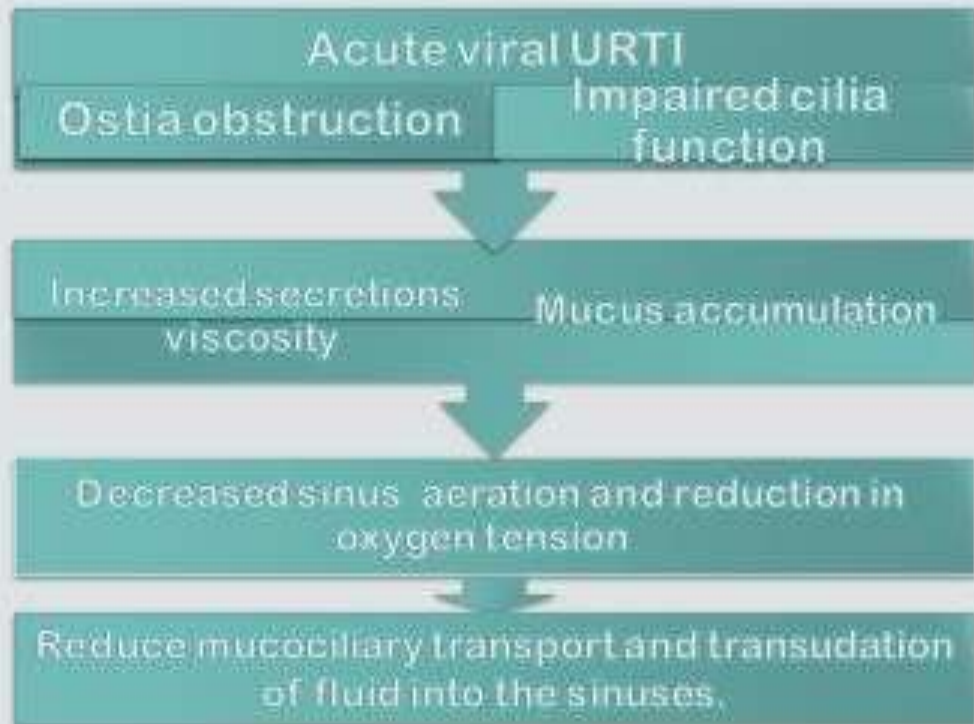 Acute viral URTI
Ostia obstruction
Impaired cilia
function
Increased secretions
viscosity
Mucus accumulation
Decreased sinus aeration and reduction in
oxygen tension
Reduce mucociliary transport and transudation
of fluid into the sinuses.